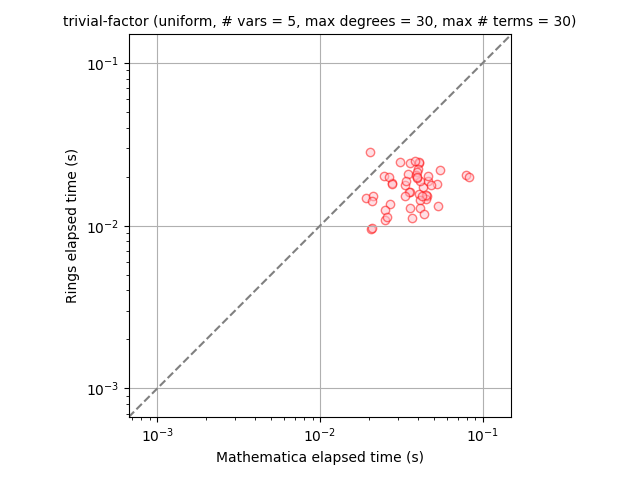 trivial-factor (uniform, # vars = 5, max degrees = 30, max # terms = 30)
10⁻¹
10⁻²
10⁻³
Rings elapsed time (s)
10⁻³ 10⁻² 10⁻¹
Mathematica elapsed time (s)